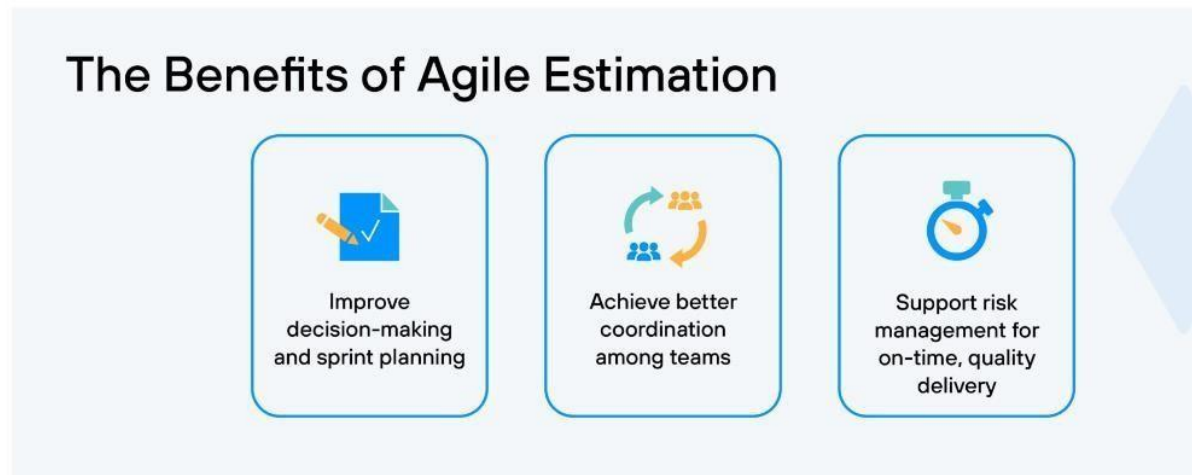 The Benefits of Agile Estimation
Improve
decision-making
and sprint planning
Achieve better
coordination
among teams
Support risk
management for
on-time, quality
delivery